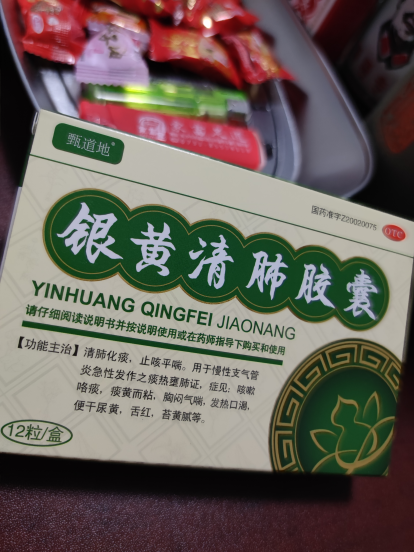 甄道地®
国药准字Z20020075
OTC
银黄清肺胶囊
YINHUANG QINGFEI JIAONANG
请仔细阅读说明书并按说明使用或在药师指导下购买和使用
【功能主治】清肺化痰，止咳平喘。用于慢性支气管
炎急性发作之痰热壅肺证，症见：咳嗽
咯痰，痰黄而粘，胸闷气喘，发热口渴，
便干尿黄，舌红，苔黄腻等。
12粒/盒